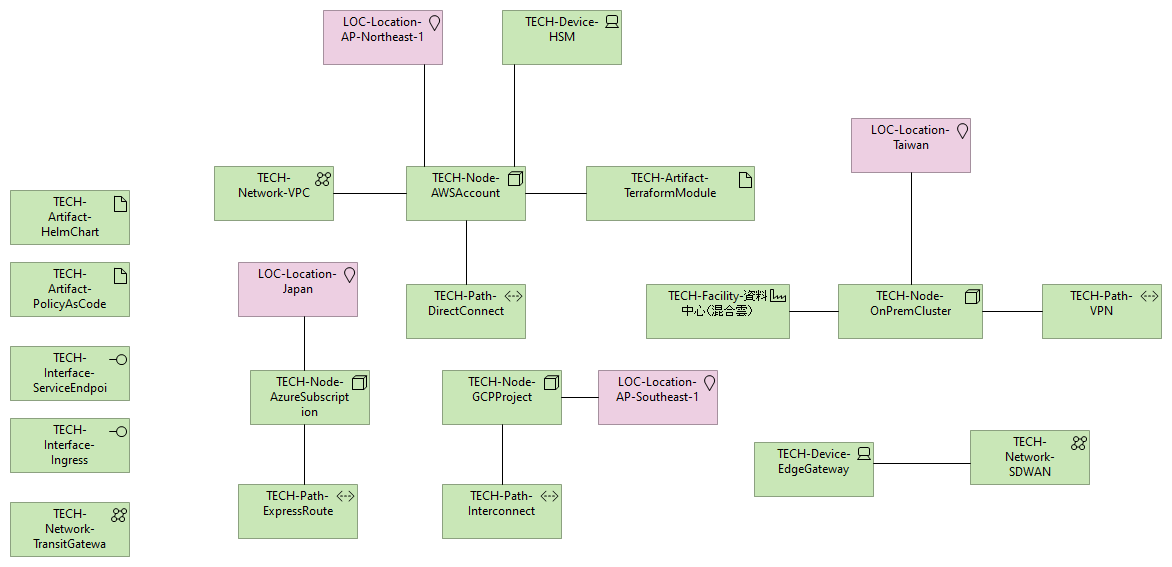 LOC-Location-
AP-Northeast-1
TECH-Device-
HSM
LOC-Location-
Taiwan
TECH-
Network-VPC
TECH-Node-
AWSAccount
TECH-Artifact-
TerraformModule
TECH-
Artifact-
HelmChart
TECH-
Artifact-
PolicyAsCode
LOC-Location-
Japan
TECH-Path-
DirectConnect
TECH-Facility-資料
中心(混合雲)
TECH-Node-
OnPremCluster
TECH-Path-
VPN
TECH-
Interface-
ServiceEndpoi
TECH-Node-
AzureSubscript
ion
TECH-Node-
GCPProject
LOC-Location-
AP-Southeast-1
TECH-
Interface-
Ingress
TECH-Device-
EdgeGateway
TECH-
Network-
SDWAN
TECH-
Network-
TransitGatewa
TECH-Path-
ExpressRoute
TECH-Path-
Interconnect